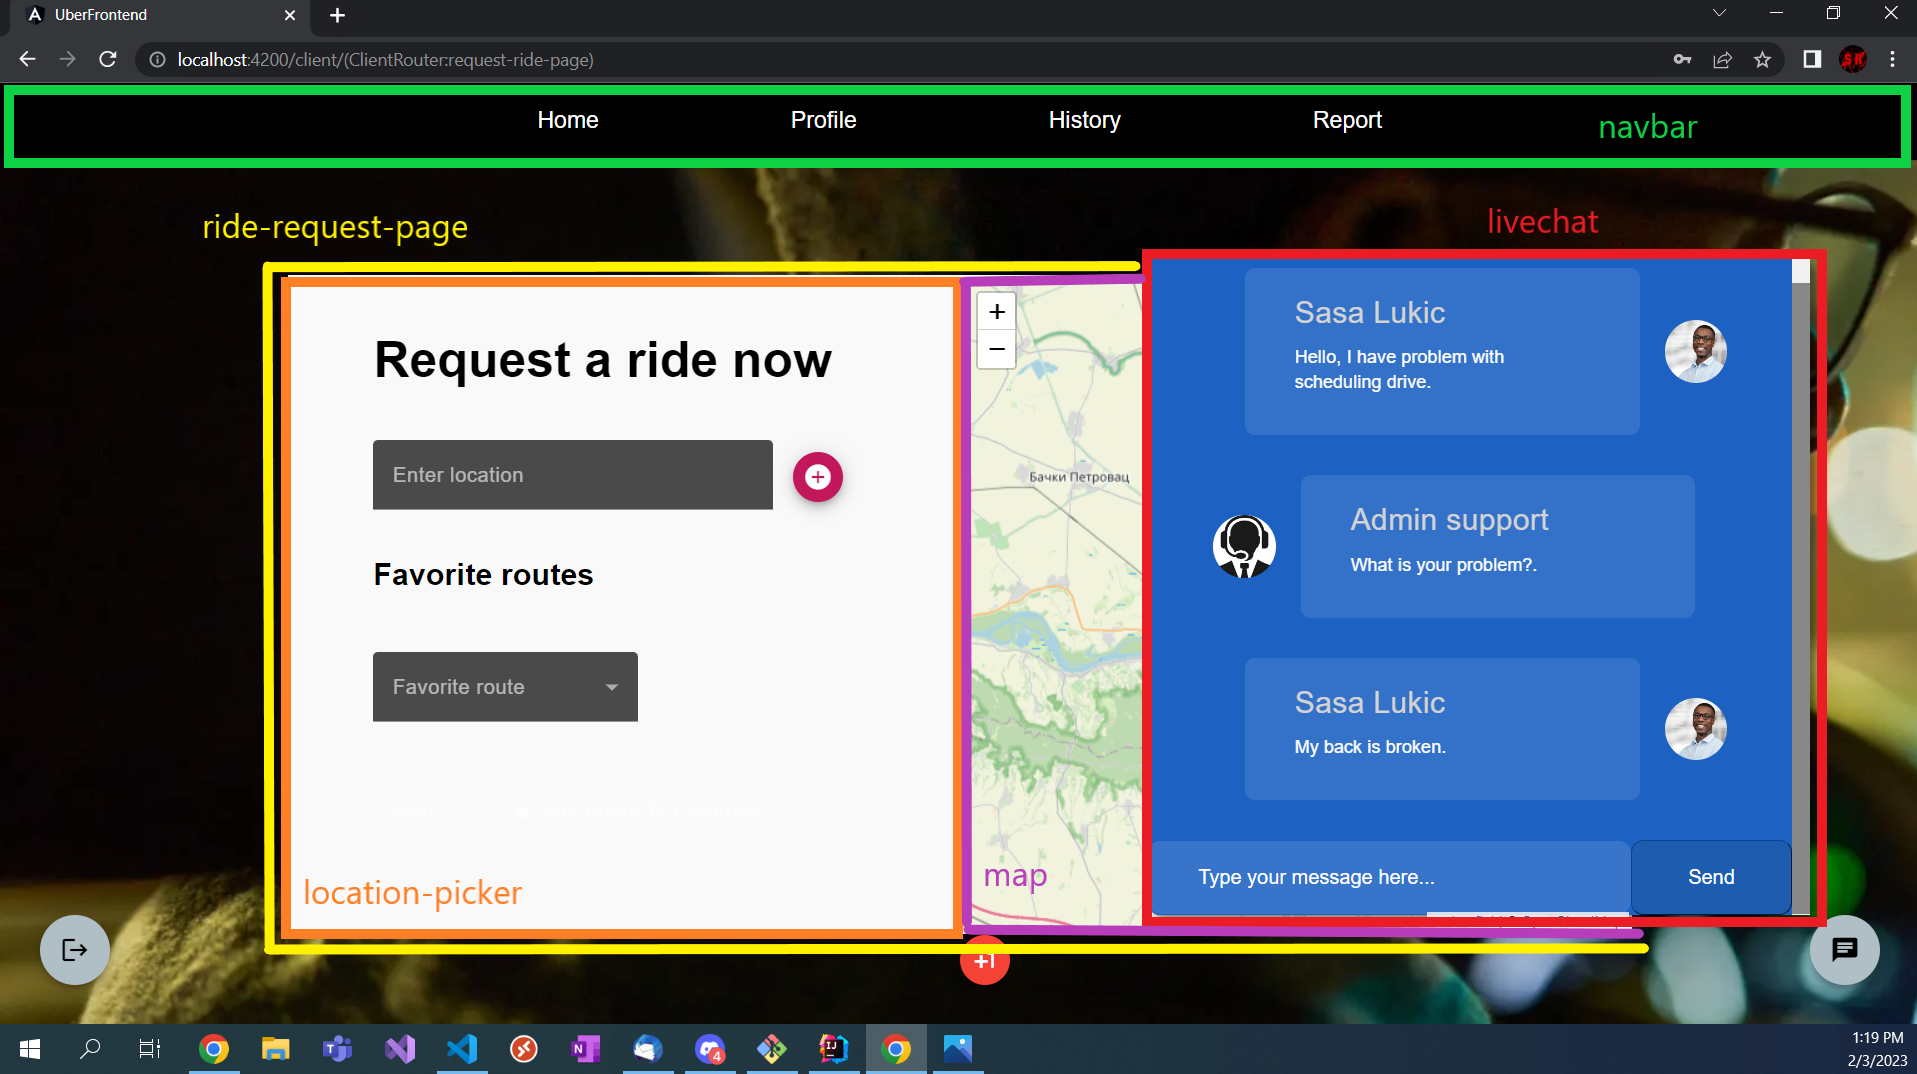 UberFrontend
localhost:4200/client/(ClientRouter:request-ride-page)
Home Profile History Report navbar
ride-request-page
livechat
Request a ride now
Enter location
Favorite routes
Favorite route
location-picker
+
−
Бачки Петровац
map
Sasa Lukic
Hello, I have problem with
scheduling drive.
Admin support
What is your problem?.
Sasa Lukic
My back is broken.
Type your message here...
Send
+1
4
1:19 PM
2/3/2023